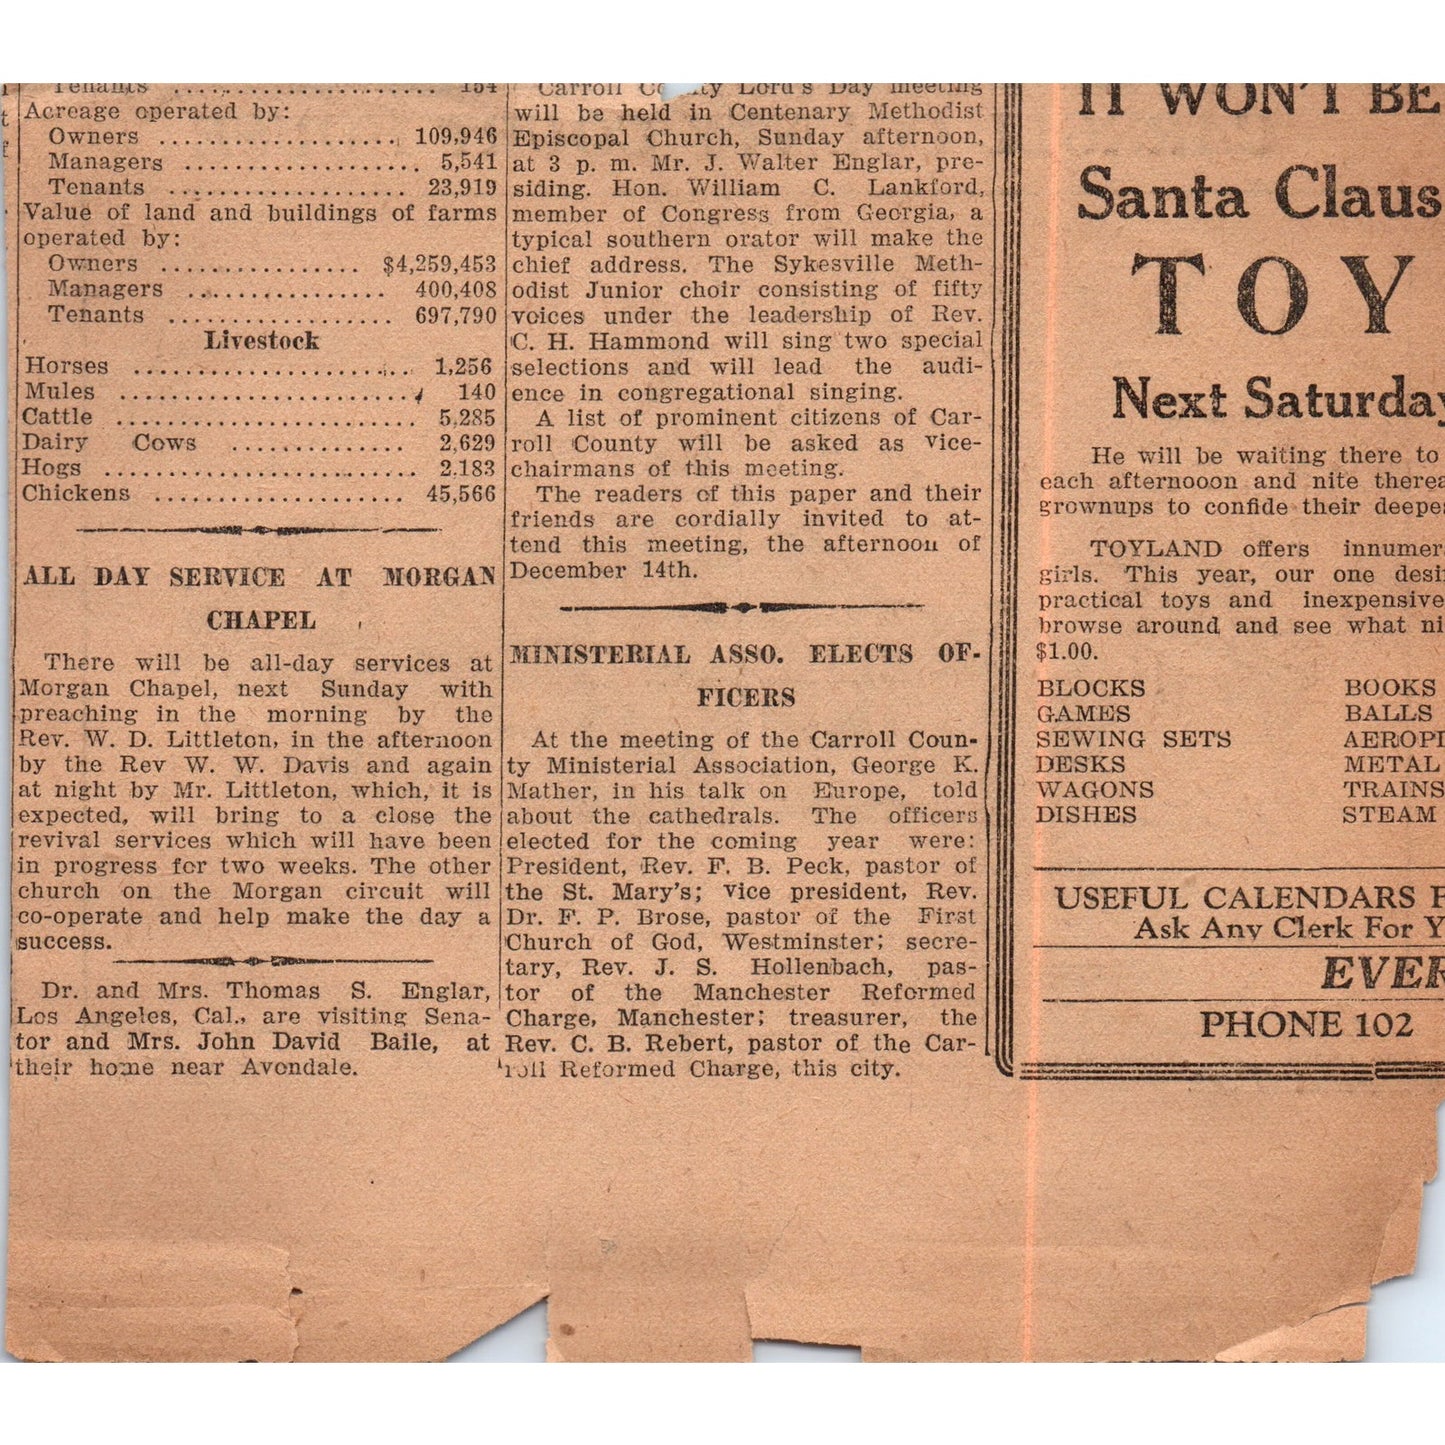 Tenants .................... 154
Acreage operated by:
Owners .................... 109,946
Managers .................... 5,541
Tenants .................... 23,919
Value of land and buildings of farms
operated by:
Owners ................ $4,259,453
Managers ................ 400,408
Tenants .................. 697,790
Livestock
Horses ...................... 1,256
Mules ........................ 140
Cattle ........................ 5,285
Dairy Cows .............. 2,629
Hogs ......................... 2,183
Chickens .................... 45,566
ALL DAY SERVICE AT MORGAN
CHAPEL
There will be all-day services at
Morgan Chapel, next Sunday with
preaching in the morning by the
Rev. W. D. Littleton, in the afternoon
by the Rev W. W. Davis and again
at night by Mr. Littleton, which, it is
expected, will bring to a close the
revival services which will have been
in progress for two weeks. The other
church on the Morgan circuit will
co-operate and help make the day a
success.
Dr. and Mrs. Thomas S. Englar,
Los Angeles, Cal., are visiting Sena-
tor and Mrs. John David Baile, at
their home near Avondale.
Carroll County Lord's Day meeting
will be held in Centenary Methodist
Episcopal Church, Sunday afternoon,
at 3 p. m. Mr. J. Walter Englar, pre-
siding. Hon. William C. Lankford,
member of Congress from Georgia, a
typical southern orator will make the
chief address. The Sykesville Meth-
odist Junior choir consisting of fifty
voices under the leadership of Rev.
C. H. Hammond will sing two special
selections and will lead the audi-
ence in congregational singing.
A list of prominent citizens of Car-
roll County will be asked as vice-
chairmans of this meeting.
The readers of this paper and their
friends are cordially invited to at-
tend this meeting, the afternoon of
December 14th.
MINISTERIAL ASSO. ELECTS OF-
FICERS
At the meeting of the Carroll Coun-
ty Ministerial Association, George K.
Mather, in his talk on Europe, told
about the cathedrals. The officers
elected for the coming year were:
President, Rev. F. B. Peck, pastor of
the St. Mary's; vice president, Rev.
Dr. F. P. Brose, pastor of the First
Church of God, Westminster; secre-
tary, Rev. J. S. Hollenbach, pas-
tor of the Manchester Reformed
Charge, Manchester; treasurer, the
Rev. C. B. Rebert, pastor of the Car-
roll Reformed Charge, this city.
IT WON'T BE
Santa Claus
TOY
Next Saturday
He will be waiting there to
each afternooon and nite therea
grownups to confide their deepes
TOYLAND offers innumer
girls. This year, our one desi
practical toys and inexpensive
browse around and see what ni
$1.00.
BLOCKS BOOKS
GAMES BALLS
SEWING SETS AEROPL
DESKS METAL
WAGONS TRAINS
DISHES STEAM
USEFUL CALENDARS F
Ask Any Clerk For Y
EVER
PHONE 102